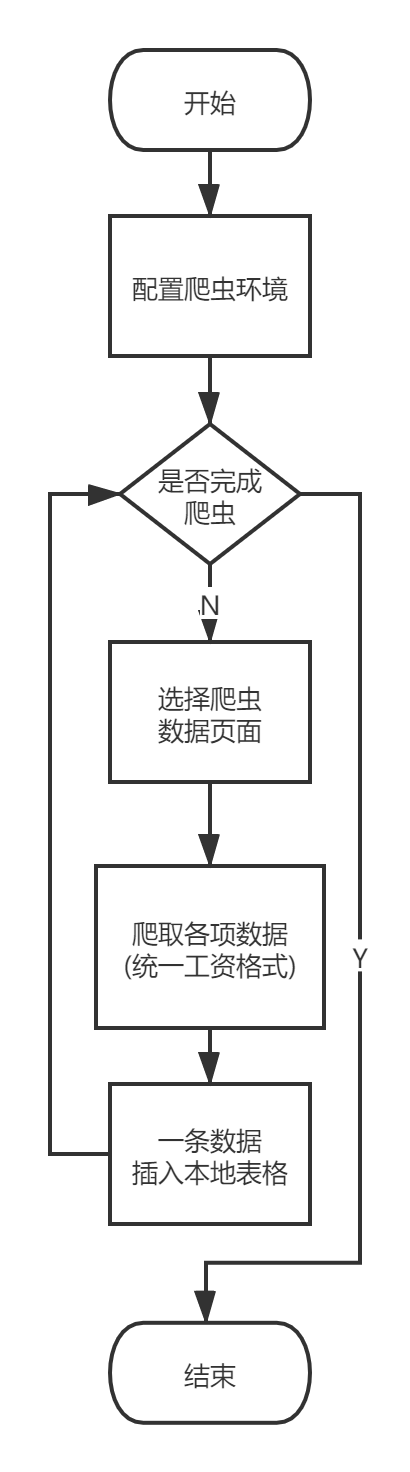 开始
配置爬虫环境
是否完成
爬虫
N
选择爬虫
数据页面
爬取各项数据
(统一工资格式)
Y
一条数据
插入本地表格
结束